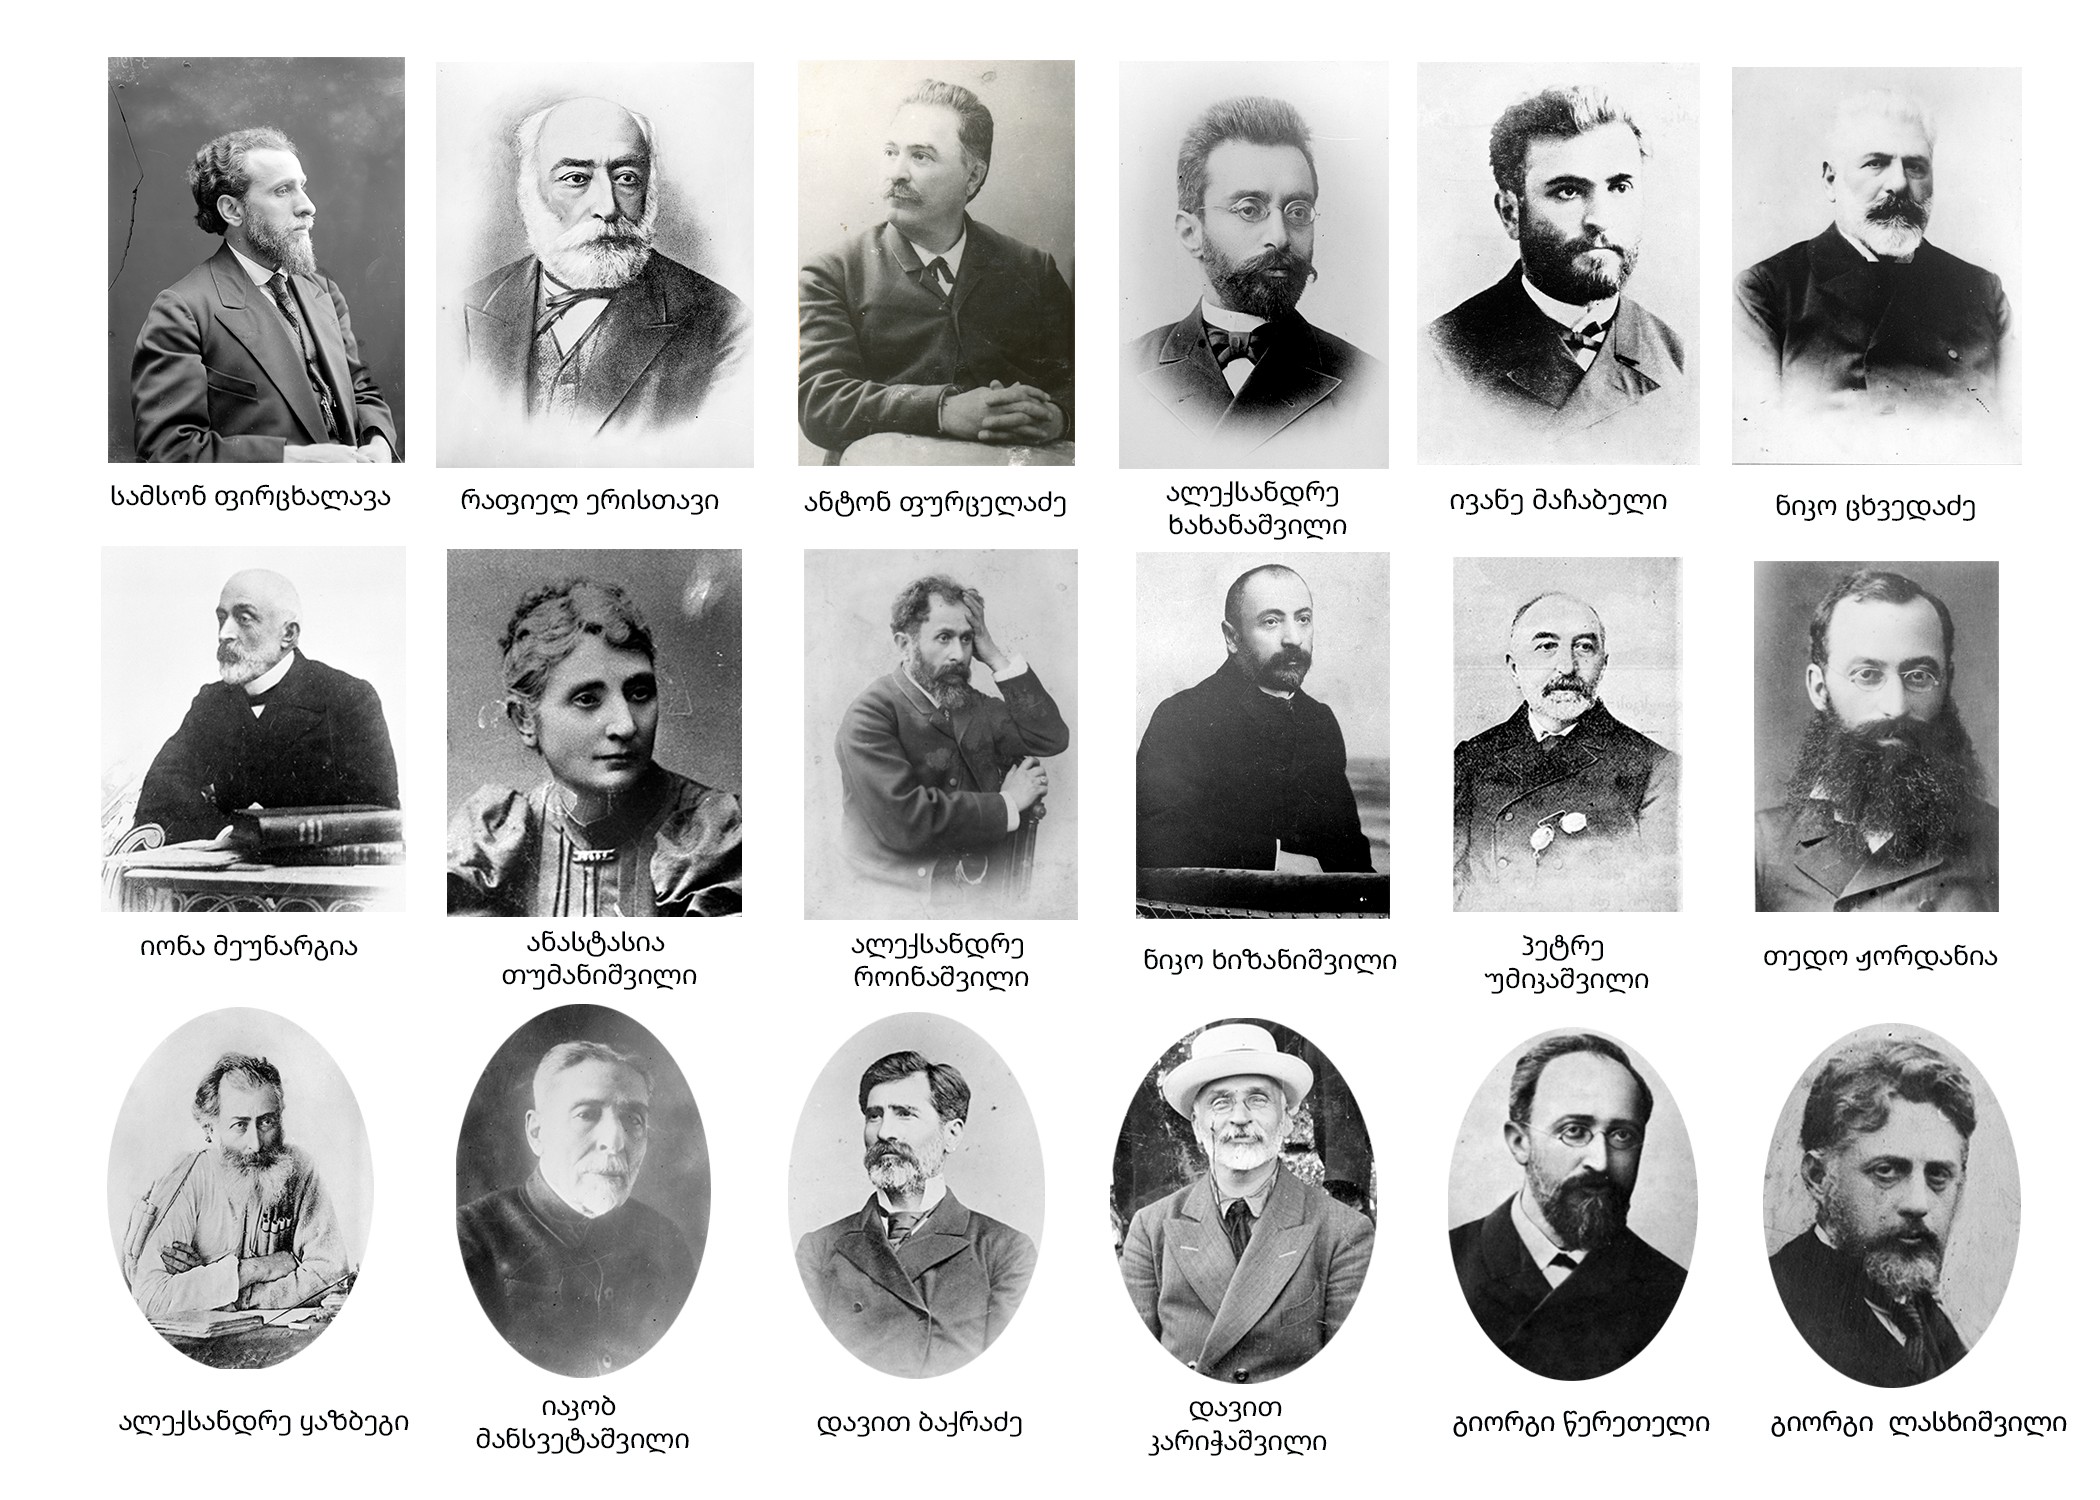 სამსონ ფირცხალავა
რაფიელ ერისთავი
ანტონ ფურცელაძე
ალექსანდრე
ხახანაშვილი
ივანე მაჩაბელი
ნიკო ცხვედაძე
იონა მეუნარგია
ანასტასია
თუმანიშვილი
ალექსანდრე
როინაშვილი
ნიკო ხიზანიშვილი
პეტრე
უმიკაშვილი
თედო ჟორდანია
ალექსანდრე ყაზბეგი
იაკობ
მანსვეტაშვილი
დავით ბაქრაძე
დავით
კარიჭაშვილი
გიორგი წერეთელი
გიორგი ლასხიშვილი